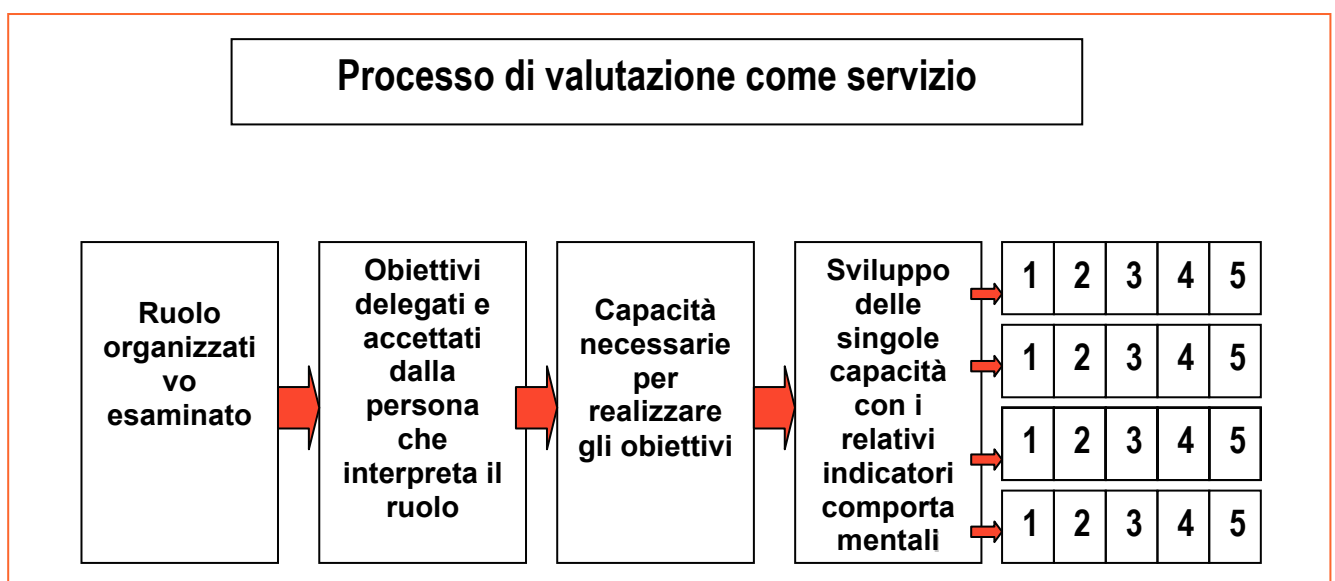 Processo di valutazione come servizio
Ruolo
organizzati
vo
esaminato
Obiettivi
delegati e
accettati
dalla
persona
che
interpreta il
ruolo
Capacità
necessarie
per
realizzare
gli obiettivi
Sviluppo
delle
singole
capacità
con i
relativi
indicatori
comporta
mentali
1 2 3 4 5
1 2 3 4 5
1 2 3 4 5
1 2 3 4 5